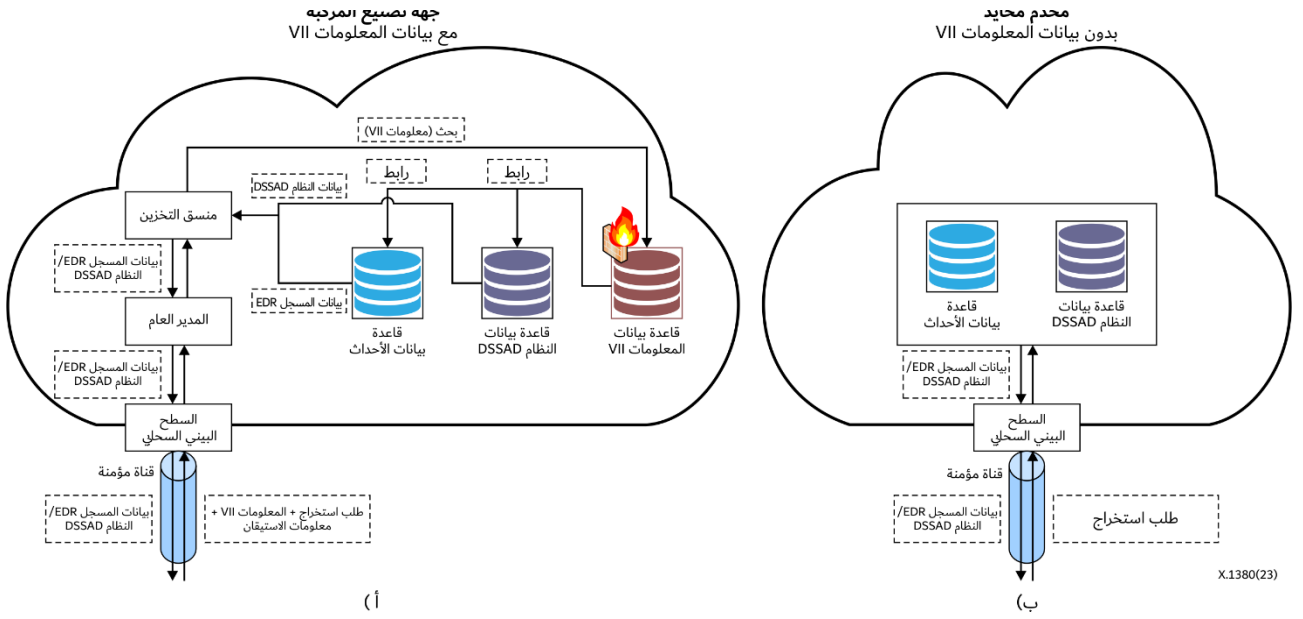 جهة تصنيع المركبة
مع بيانات المعلومات VII
بحث (معلومات VII)
رابط
رابط
بيانات النظام DSSAD
منسق التخزين
بيانات المسجل EDR/
النظام DSSAD
بيانات المسجل EDR
المدير العام
قاعدة
بيانات الأحداث
قاعدة بيانات
النظام DSSAD
قاعدة بيانات
المعلومات VII
بيانات المسجل EDR/
النظام DSSAD
السطح
البيني السحابي
قناة مؤمنة
بيانات المسجل EDR/
النظام DSSAD
طلب استخراج + المعلومات VII +
معلومات الاستيقان
أ )
مخدم محايد
بدون بيانات المعلومات VII
قاعدة
بيانات الأحداث
قاعدة بيانات
النظام DSSAD
بيانات المسجل EDR/
النظام DSSAD
السطح
البيني السحابي
قناة مؤمنة
بيانات المسجل EDR/
النظام DSSAD
طلب استخراج
X.1380(23)
ب)